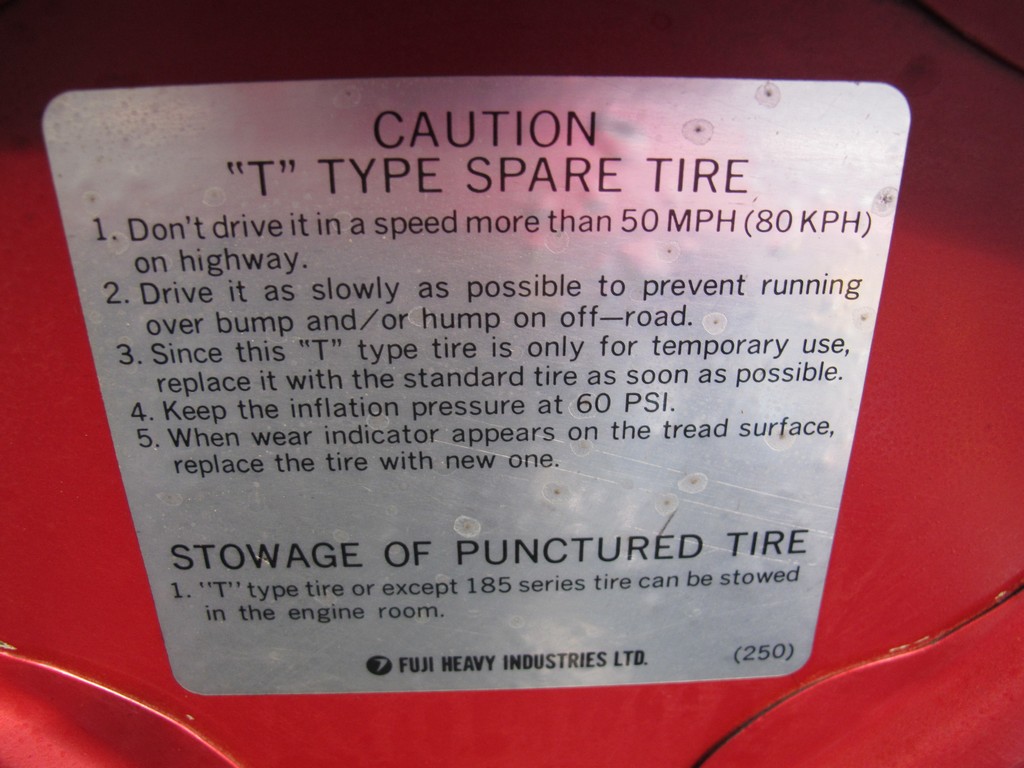 CAUTION
"T" TYPE SPARE TIRE
1. Don't drive it in a speed more than 50 MPH (80 KPH)
on highway.
2. Drive it as slowly as possible to prevent running
over bump and/or hump on off—road.
3. Since this "T" type tire is only for temporary use,
replace it with the standard tire as soon as possible.
4. Keep the inflation pressure at 60 PSI.
5. When wear indicator appears on the tread surface,
replace the tire with new one.
STOWAGE OF PUNCTURED TIRE
1. "T" type tire or except 185 series tire can be stowed
in the engine room.
FUJI HEAVY INDUSTRIES LTD. (250)